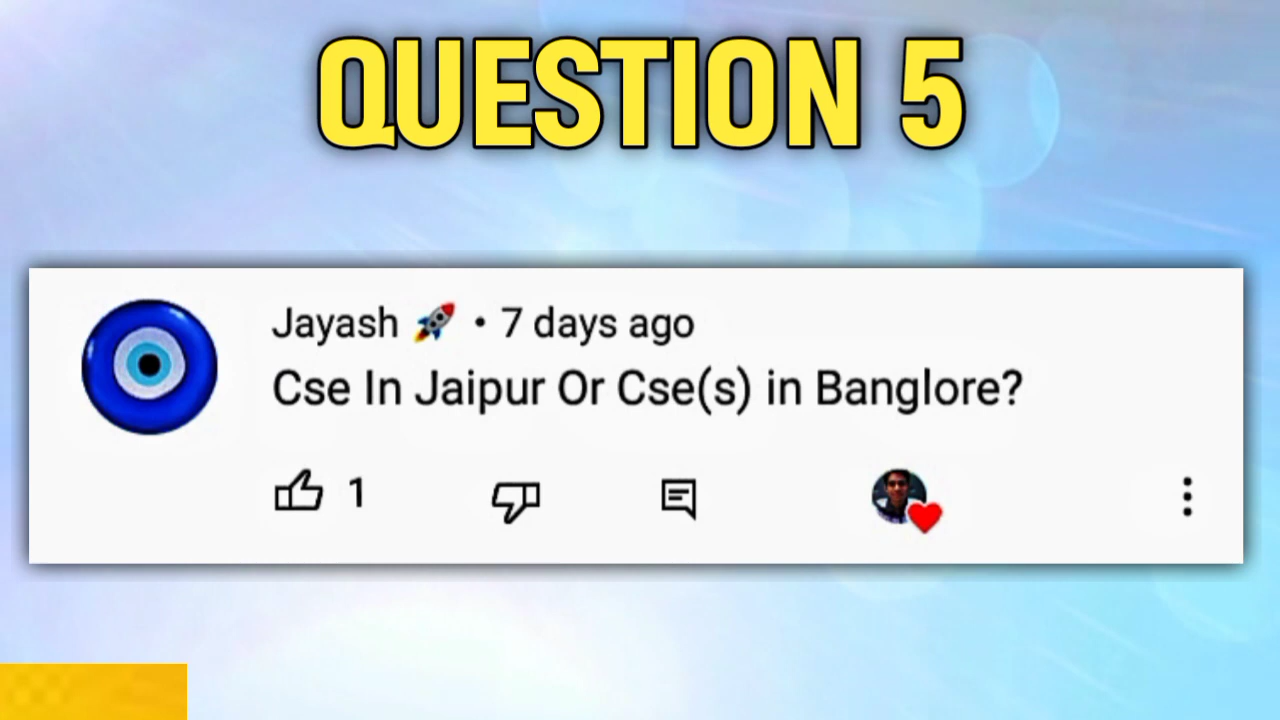 QUESTION 5
Jayash 🚀 • 7 days ago
Cse In Jaipur Or Cse(s) in Banglore?
1